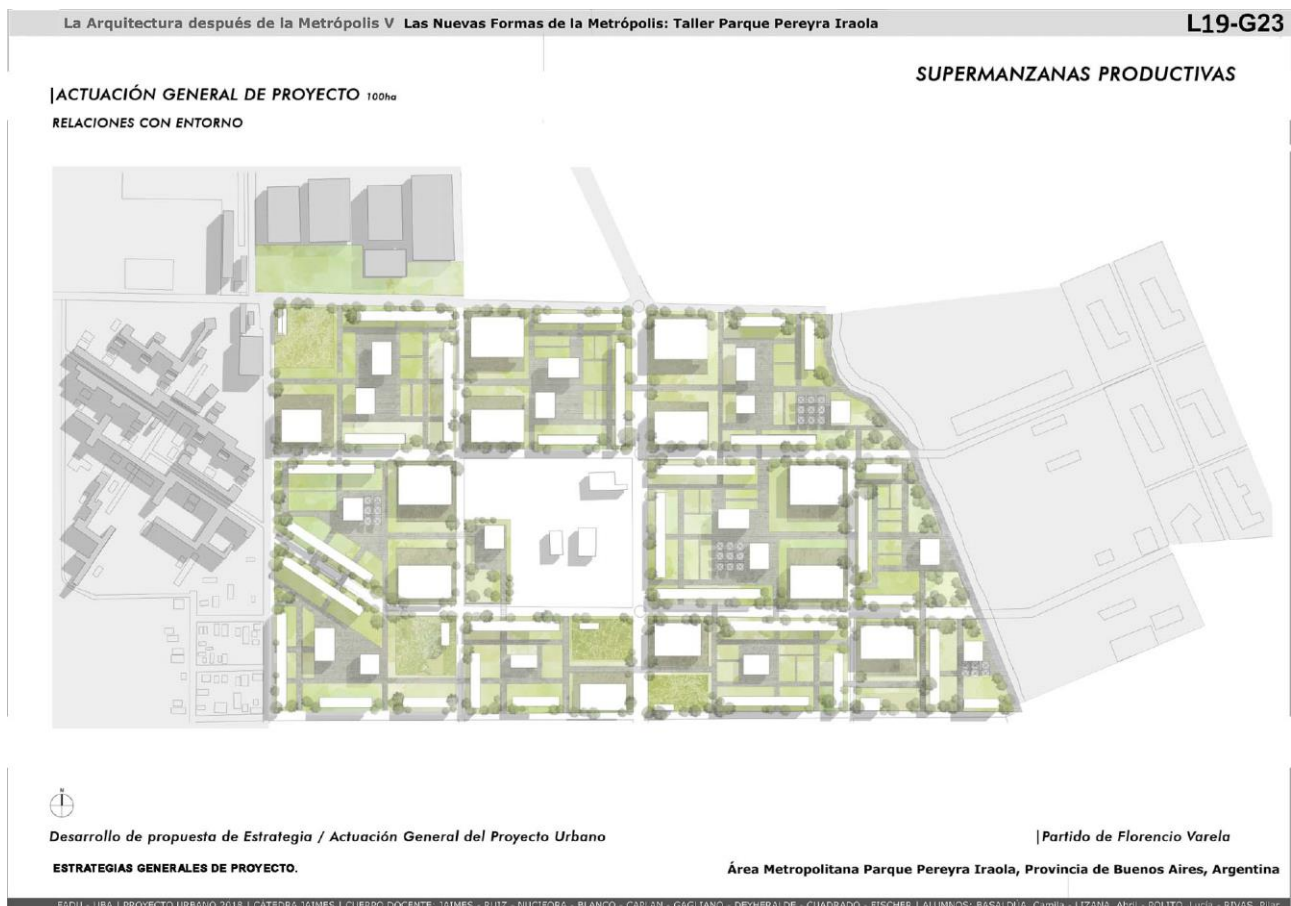 La Arquitectura después de la Metrópolis V Las Nuevas Formas de la Metrópolis: Taller Parque Pereyra Iraola
L19-G23
SUPERMANZANAS PRODUCTIVAS
|ACTUACIÓN GENERAL DE PROYECTO 100ha
RELACIONES CON ENTORNO
N
Desarrollo de propuesta de Estrategia / Actuación General del Proyecto Urbano
|Partido de Florencio Varela
ESTRATEGIAS GENERALES DE PROYECTO.
Área Metropolitana Parque Pereyra Iraola, Provincia de Buenos Aires, Argentina
FADU - UBA | PROYECTO URBANO 2018 | CÁTEDRA JAIMES | CUERPO DOCENTE: JAIMES - RUIZ - NUCIFORA - BLANCO - CAPLAN - GAGLIANO - DEYHERALDE - CUADRADO - FISCHER | ALUMNOS: BASALDÚA, Camila - LIZANA, Abril - POLITO, Lucía - RIVAS, Pilar